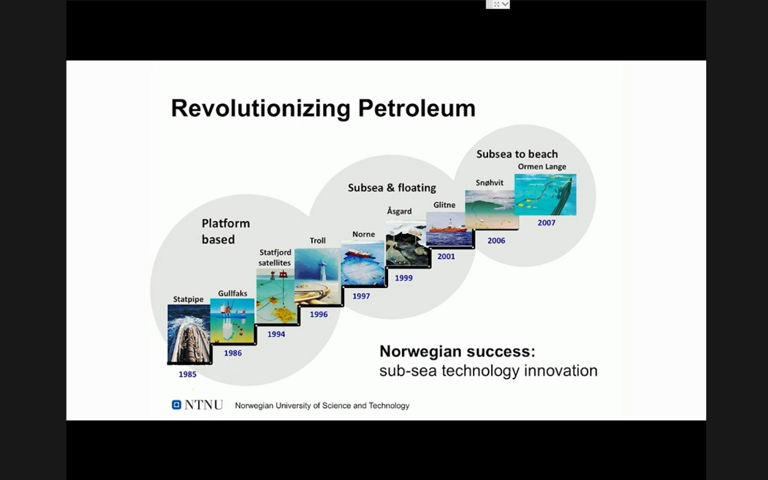 Revolutionizing Petroleum
Subsea to beach
Ormen Lange
Snøhvit
Subsea & floating
Glitne
Åsgard
2007
Platform
based
Norne
2006
Troll
Statfjord
satellites
2001
1999
Gullfaks
Statpipe
1997
1996
1994
1986
1985
Norwegian success:
sub-sea technology innovation
NTNU
Norwegian University of Science and Technology